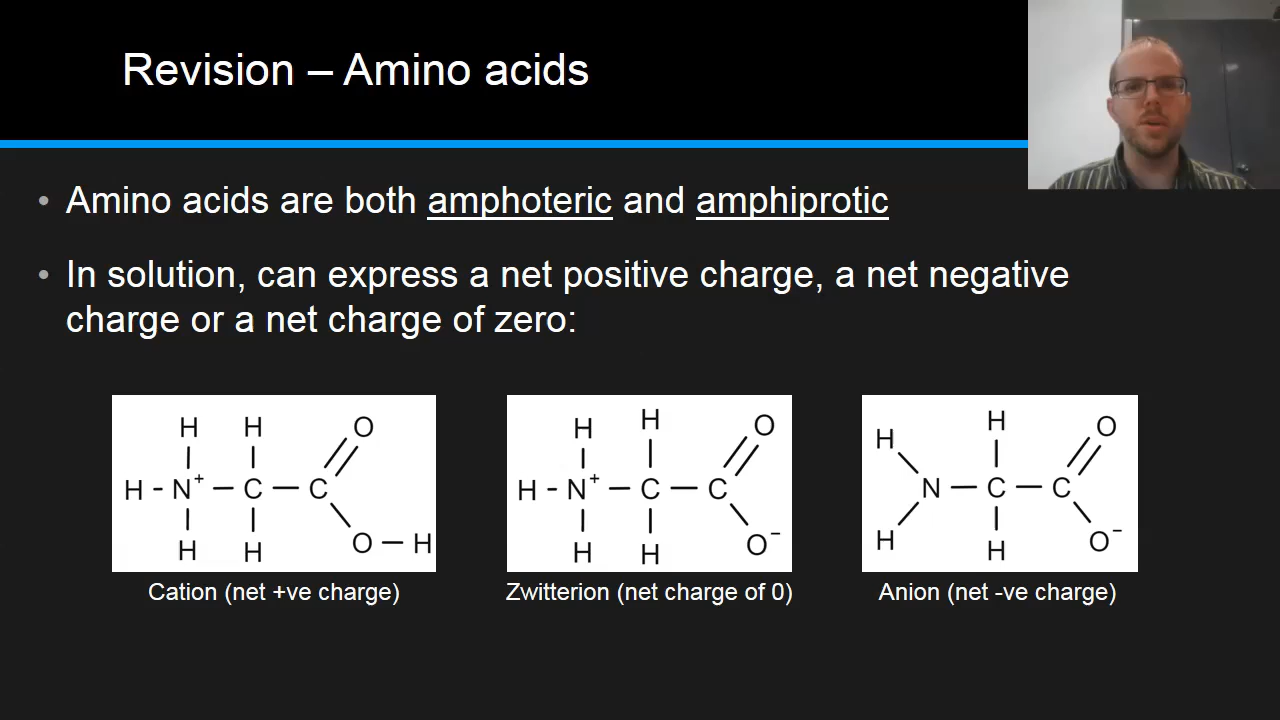 Revision – Amino acids
• Amino acids are both amphoteric and amphiprotic
• In solution, can express a net positive charge, a net negative
charge or a net charge of zero:
H H O
H - N+ — C — C
H H O — H
Cation (net +ve charge)
H H O
H - N+ — C — C
H H O−
Zwitterion (net charge of 0)
H H O
N — C — C
H H O−
Anion (net -ve charge)